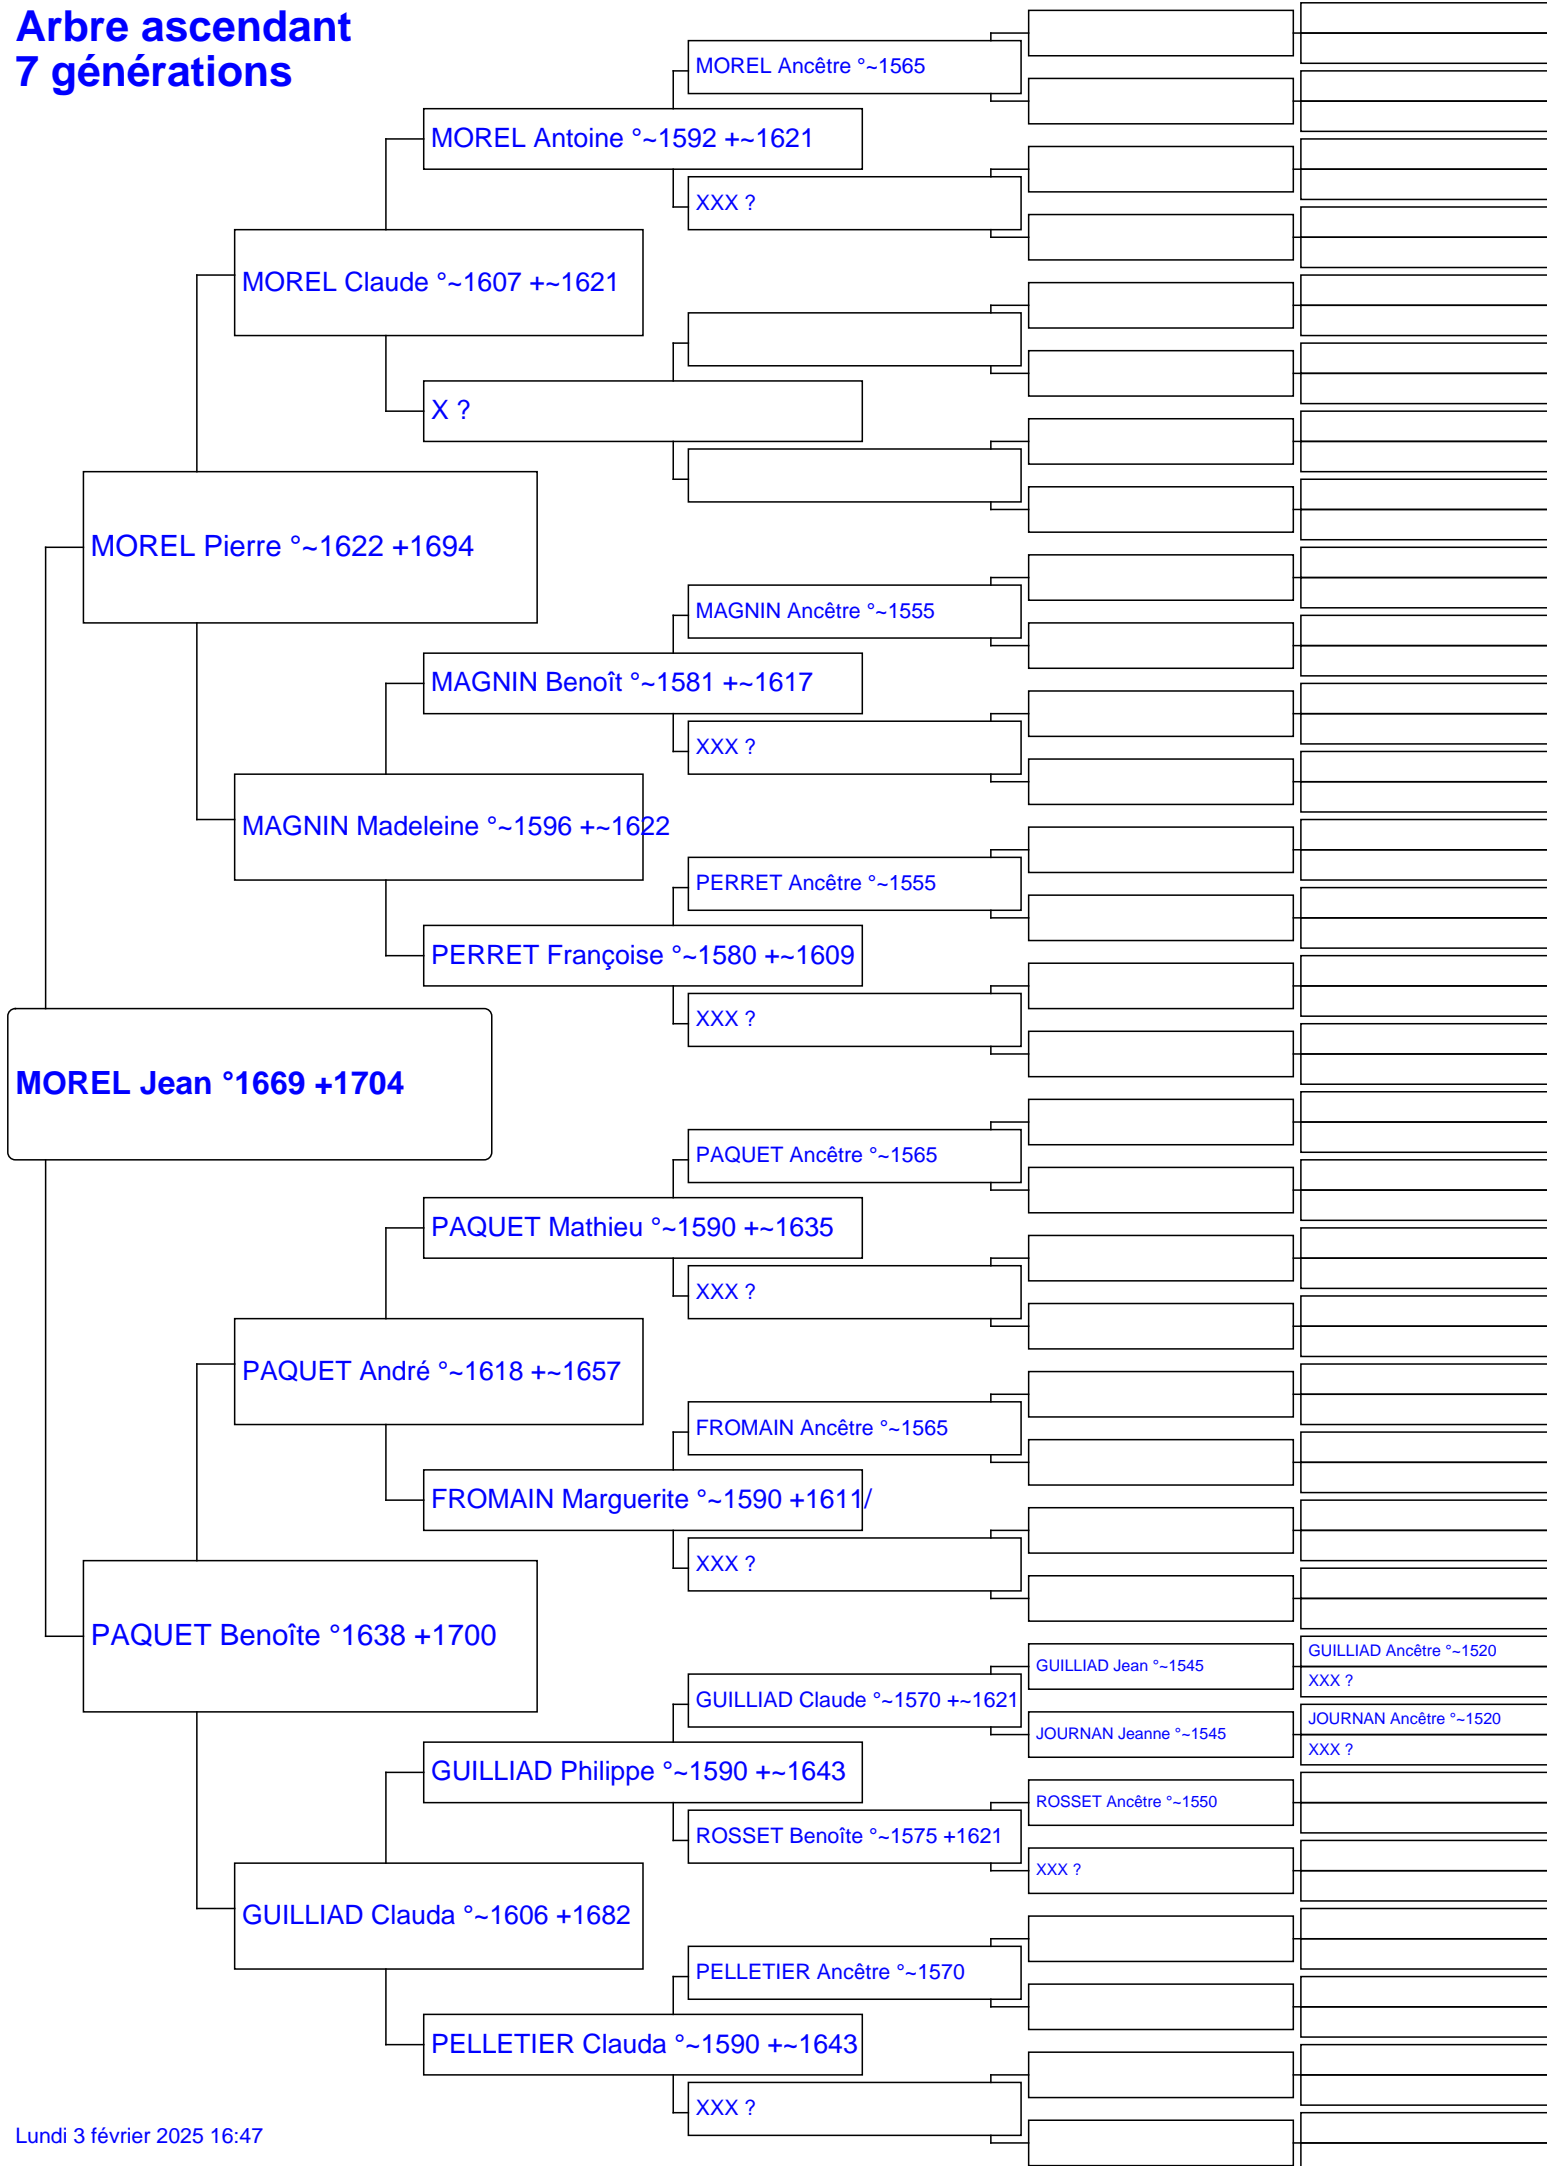 Arbre ascendant
7 générations
MOREL Ancêtre °~1565
MOREL Antoine °~1592 +~1621
XXX ?
MOREL Claude °~1607 +~1621
X ?
MOREL Pierre °~1622 +1694
MAGNIN Ancêtre °~1555
MAGNIN Benoît °~1581 +~1617
XXX ?
MAGNIN Madeleine °~1596 +~1622
PERRET Ancêtre °~1555
PERRET Françoise °~1580 +~1609
XXX ?
MOREL Jean °1669 +1704
PAQUET Ancêtre °~1565
PAQUET Mathieu °~1590 +~1635
XXX ?
PAQUET André °~1618 +~1657
FROMAIN Ancêtre °~1565
FROMAIN Marguerite °~1590 +1611/
XXX ?
PAQUET Benoîte °1638 +1700
GUILLIAD Ancêtre °~1520
GUILLIAD Jean °~1545
XXX ?
GUILLIAD Claude °~1570 +~1621
JOURNAN Ancêtre °~1520
JOURNAN Jeanne °~1545
XXX ?
GUILLIAD Philippe °~1590 +~1643
ROSSET Ancêtre °~1550
ROSSET Benoîte °~1575 +1621
XXX ?
GUILLIAD Clauda °~1606 +1682
PELLETIER Ancêtre °~1570
PELLETIER Clauda °~1590 +~1643
XXX ?
Lundi 3 février 2025 16:47